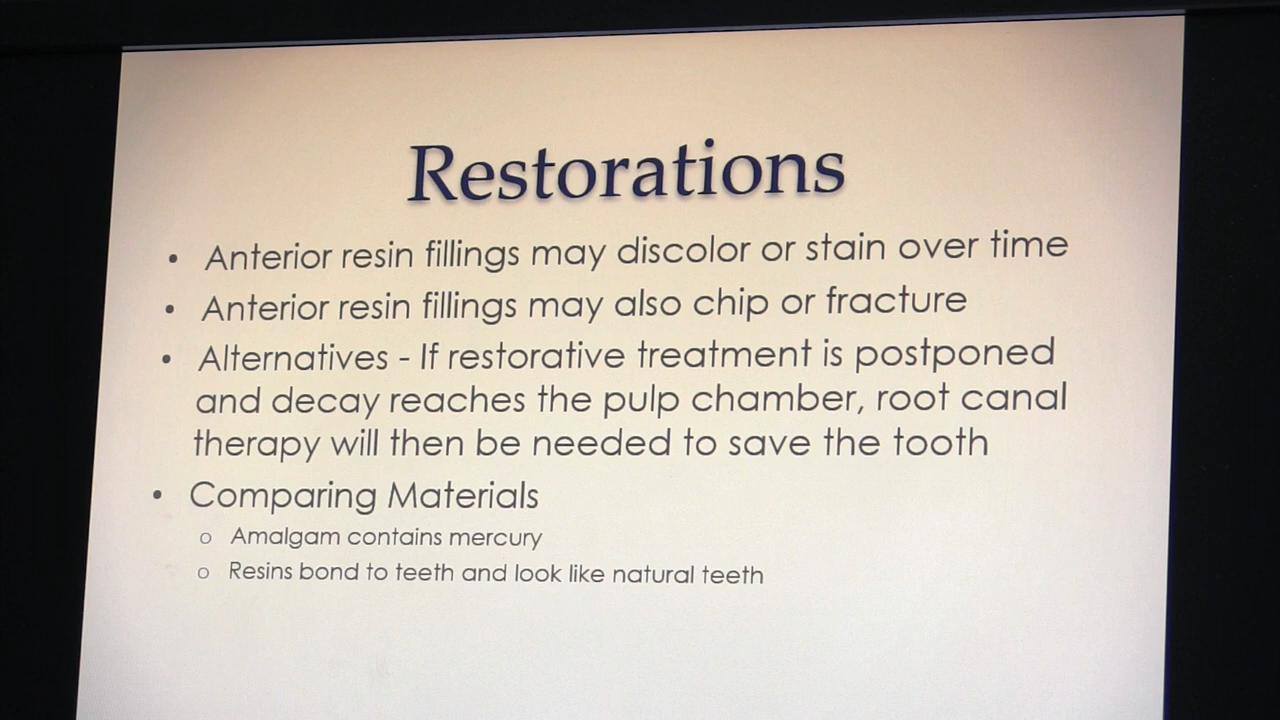 Restorations
• Anterior resin fillings may discolor or stain over time
• Anterior resin fillings may also chip or fracture
• Alternatives - If restorative treatment is postponed
and decay reaches the pulp chamber, root canal
therapy will then be needed to save the tooth
• Comparing Materials
o Amalgam contains mercury
o Resins bond to teeth and look like natural teeth